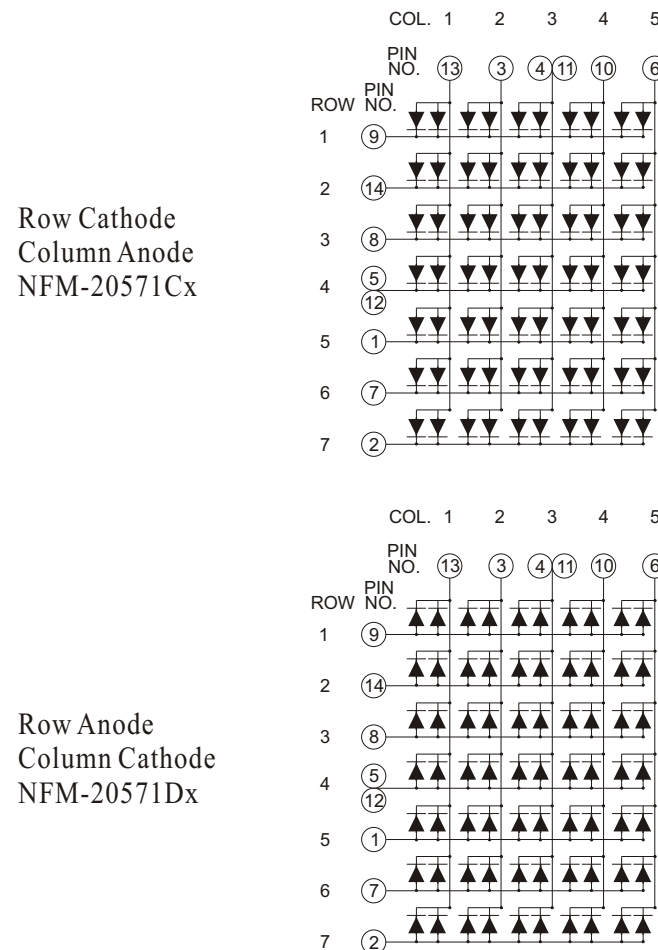 COL. 1 2 3 4 5
PIN
NO. 13 3 4 11 10 6
PIN
ROW NO.
1 9
2 14
3 8
Row Cathode
Column Anode
NFM-20571Cx
4 5
12
5 1
6 7
7 2
COL. 1 2 3 4 5
PIN
NO. 13 3 4 11 10 6
PIN
ROW NO.
1 9
2 14
3 8
Row Anode
Column Cathode
NFM-20571Dx
4 5
12
5 1
6 7
7 2